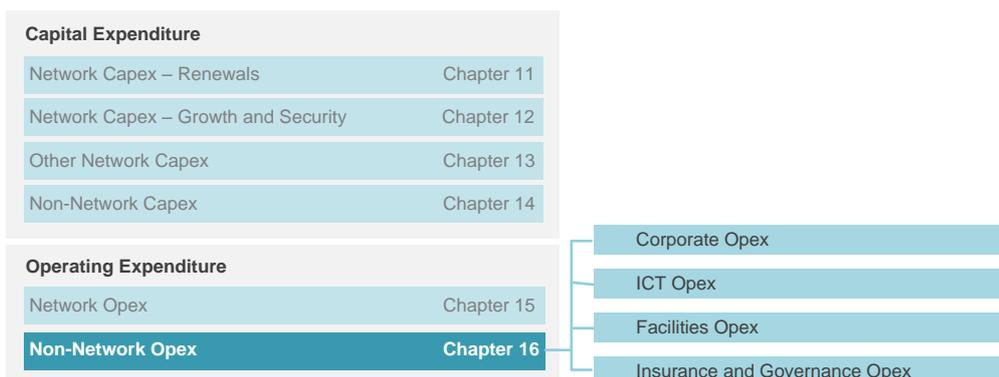 Capital Expenditure
Network Capex – Renewals Chapter 11
Network Capex – Growth and Security Chapter 12
Other Network Capex Chapter 13
Non-Network Capex Chapter 14
Operating Expenditure
Network Opex Chapter 15
Non-Network Opex Chapter 16
Corporate Opex
ICT Opex
Facilities Opex
Insurance and Governance Opex